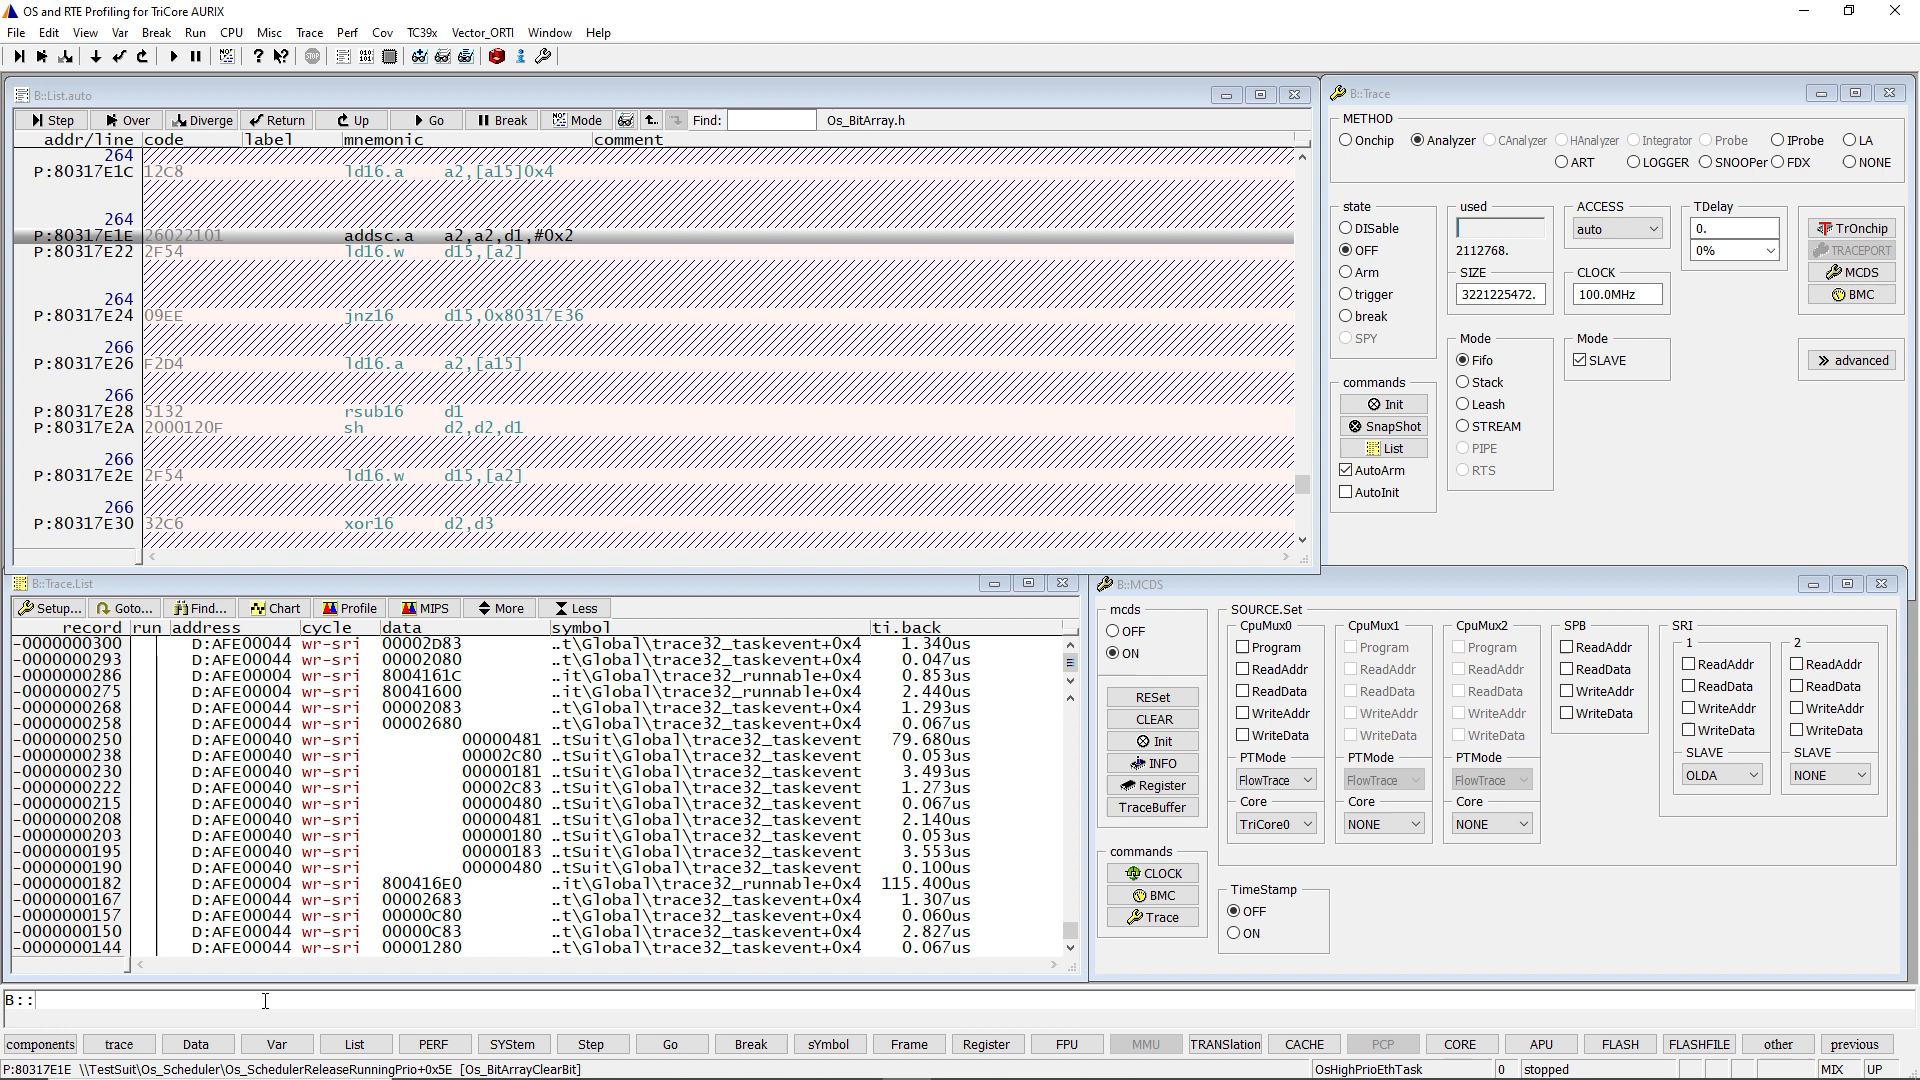 OS and RTE Profiling for TriCore AURIX
File Edit View Var Break Run CPU Misc Trace Perf Cov TC39x Vector_ORTI Window Help
B::List.auto
Step Over Diverge Return Up Go Break Mode Find: Os_BitArray.h
addr/line code label mnemonic comment
264
P:80317E1C 12C8 ld16.a a2,[a15]0x4
264
P:80317E1E 26022101 addsc.a a2,a2,d1,#0x2
P:80317E22 2F54 ld16.w d15,[a2]
264
P:80317E24 09EE jnz16 d15,0x80317E36
266
P:80317E26 F2D4 ld16.a a2,[a15]
266
P:80317E28 5132 rsub16 d1
P:80317E2A 2000120F sh d2,d2,d1
266
P:80317E2E 2F54 ld16.w d15,[a2]
266
P:80317E30 32C6 xor16 d2,d3
B::Trace
METHOD
Onchip Analyzer CAnalyzer HAnalyzer Integrator Probe IProbe LA
ART LOGGER SNOOPer FDX NONE
state
DISable
OFF
Arm
trigger
break
SPY
used
2112768.
SIZE
3221225472.
ACCESS
auto
CLOCK
100.0MHz
TDelay
0.
0%
TrOnchip
TRACEPORT
MCDS
BMC
Mode
Fifo
Stack
Leash
STREAM
PIPE
RTS
Mode
SLAVE
advanced
commands
Init
SnapShot
List
AutoArm
AutoInit
B::Trace.List
Setup... Goto... Find... Chart Profile MIPS More Less
record run address cycle data symbol ti.back
-0000000300 D:AFE00044 wr-sri 00002D83 ..t\Global\trace32_taskevent+0x4 1.340us
-0000000293 D:AFE00044 wr-sri 00002080 ..t\Global\trace32_taskevent+0x4 0.047us
-0000000286 D:AFE00004 wr-sri 8004161C ..it\Global\trace32_runnable+0x4 0.853us
-0000000275 D:AFE00004 wr-sri 80041600 ..it\Global\trace32_runnable+0x4 2.440us
-0000000268 D:AFE00044 wr-sri 00002083 ..t\Global\trace32_taskevent+0x4 1.293us
-0000000258 D:AFE00044 wr-sri 00002680 ..t\Global\trace32_taskevent+0x4 0.067us
-0000000250 D:AFE00040 wr-sri 00000481 ..tSuit\Global\trace32_taskevent 79.680us
-0000000238 D:AFE00040 wr-sri 00002C80 ..tSuit\Global\trace32_taskevent 0.053us
-0000000230 D:AFE00040 wr-sri 00000181 ..tSuit\Global\trace32_taskevent 3.493us
-0000000222 D:AFE00040 wr-sri 00002C83 ..tSuit\Global\trace32_taskevent 1.273us
-0000000215 D:AFE00040 wr-sri 00000480 ..tSuit\Global\trace32_taskevent 0.067us
-0000000208 D:AFE00040 wr-sri 00000481 ..tSuit\Global\trace32_taskevent 2.140us
-0000000203 D:AFE00040 wr-sri 00000180 ..tSuit\Global\trace32_taskevent 0.053us
-0000000195 D:AFE00040 wr-sri 00000183 ..tSuit\Global\trace32_taskevent 3.553us
-0000000190 D:AFE00040 wr-sri 00000480 ..tSuit\Global\trace32_taskevent 0.100us
-0000000182 D:AFE00004 wr-sri 800416E0 ..it\Global\trace32_runnable+0x4 115.400us
-0000000167 D:AFE00044 wr-sri 00002683 ..t\Global\trace32_taskevent+0x4 1.307us
-0000000157 D:AFE00044 wr-sri 00000C80 ..t\Global\trace32_taskevent+0x4 0.060us
-0000000150 D:AFE00044 wr-sri 00000C83 ..t\Global\trace32_taskevent+0x4 2.827us
-0000000144 D:AFE00044 wr-sri 00001280 ..t\Global\trace32_taskevent+0x4 0.067us
B::MCDS
mcds
OFF
ON
RESet
CLEAR
Init
INFO
Register
TraceBuffer
commands
CLOCK
BMC
Trace
SOURCE.Set
CpuMux0
Program
ReadAddr
ReadData
WriteAddr
WriteData
PTMode
FlowTrace
Core
TriCore0
CpuMux1
Program
ReadAddr
ReadData
WriteAddr
WriteData
PTMode
FlowTrace
Core
NONE
CpuMux2
Program
ReadAddr
ReadData
WriteAddr
WriteData
PTMode
FlowTrace
Core
NONE
SPB
ReadAddr
ReadData
WriteAddr
WriteData
SRI
1
ReadAddr
ReadData
WriteAddr
WriteData
SLAVE
OLDA
2
ReadAddr
ReadData
WriteAddr
WriteData
SLAVE
NONE
TimeStamp
OFF
ON
B::
components trace Data Var List PERF SYStem Step Go Break sYmbol Frame Register FPU MMU TRANSlation CACHE PCP CORE APU FLASH FLASHFILE other previous
P:80317E1E \\TestSuit\Os_Scheduler\Os_SchedulerReleaseRunningPrio+0x5E [Os_BitArrayClearBit] OsHighPrioEthTask 0 stopped MIX UP